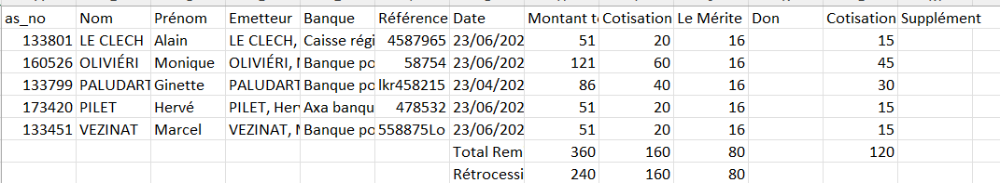 as_no Nom Prénom Emetteur Banque Référence Date Montant t Cotisation Le Mérite Don Cotisation Supplément
133801 LE CLECH Alain LE CLECH, Caisse régi 4587965 23/06/202 51 20 16 15
160526 OLIVIÉRI Monique OLIVIÉRI, M Banque po 58754 23/06/202 121 60 16 45
133799 PALUDART Ginette PALUDART Banque po lkr458215 23/04/202 86 40 16 30
173420 PILET Hervé PILET, Her Axa banqu 478532 23/06/202 51 20 16 15
133451 VEZINAT Marcel VEZINAT, M Banque po 558875Lo 23/06/202 51 20 16 15
Total Rem 360 160 80 120
Rétrocessi 240 160 80